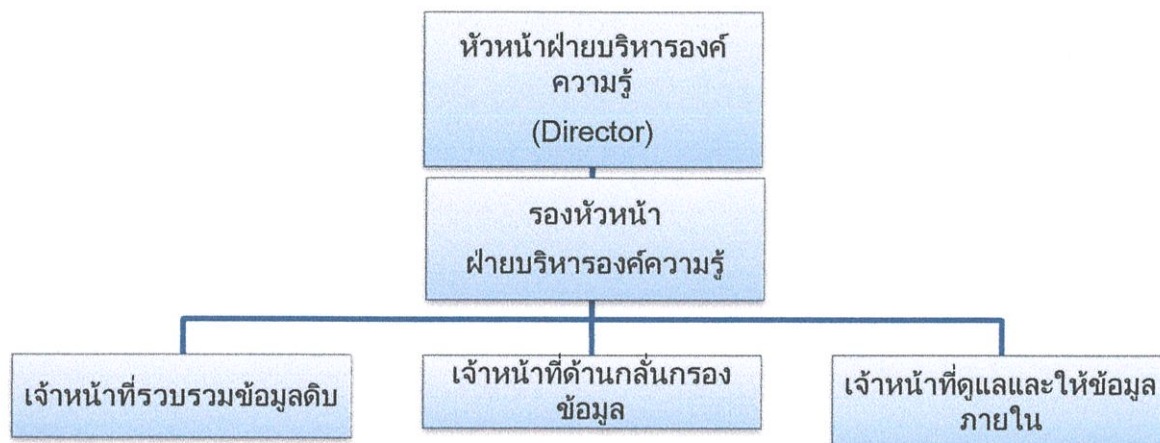 หัวหน้าฝ่ายบริหารองค์
ความรู้
(Director)
รองหัวหน้า
ฝ่ายบริหารองค์ความรู้
เจ้าหน้าที่รวบรวมข้อมูลดิบ
เจ้าหน้าที่ด้านกลั่นกรอง
ข้อมูล
เจ้าหน้าที่ดูแลและให้ข้อมูล
ภายใน